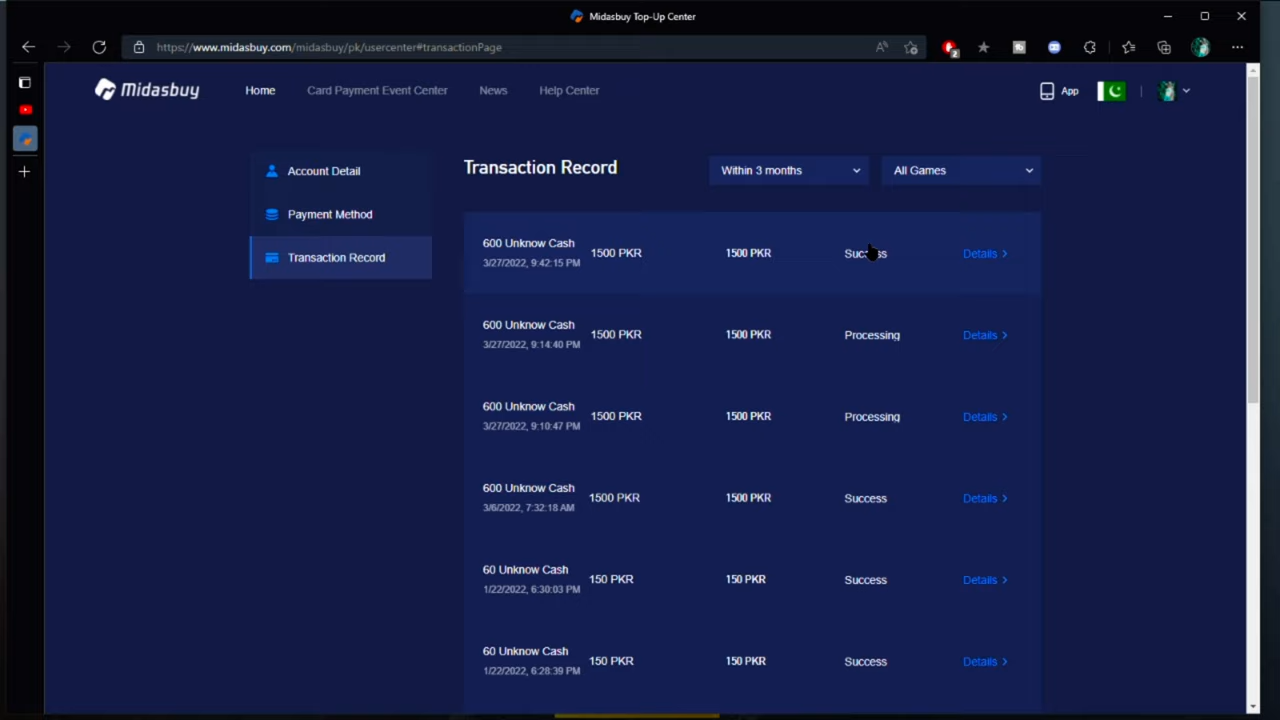 Midasbuy Top-Up Center
https://www.midasbuy.com/midasbuy/pk/usercenter#transactionPage
2
Midasbuy
Home
Card Payment Event Center
News
Help Center
App
Account Detail
Payment Method
Transaction Record
Transaction Record
Within 3 months
All Games
600 Unknow Cash
3/27/2022, 9:42:15 PM
1500 PKR
1500 PKR
Success
Details >
600 Unknow Cash
3/27/2022, 9:14:40 PM
1500 PKR
1500 PKR
Processing
Details >
600 Unknow Cash
3/27/2022, 9:10:47 PM
1500 PKR
1500 PKR
Processing
Details >
600 Unknow Cash
3/6/2022, 7:32:18 AM
1500 PKR
1500 PKR
Success
Details >
60 Unknow Cash
1/22/2022, 6:30:03 PM
150 PKR
150 PKR
Success
Details >
60 Unknow Cash
1/22/2022, 6:28:39 PM
150 PKR
150 PKR
Success
Details >